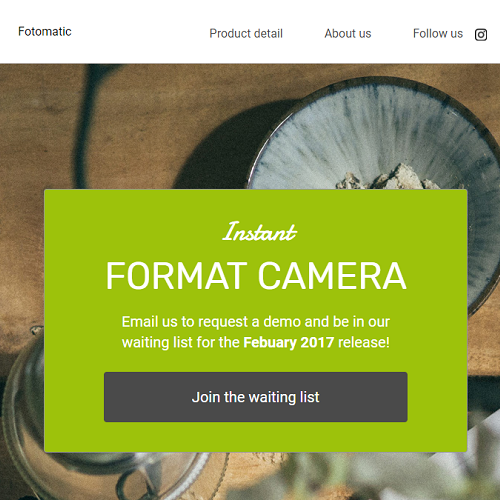 Fotomatic Product detail About us Follow us
Instant
FORMAT CAMERA
Email us to request a demo and be in our
waiting list for the Febuary 2017 release!
Join the waiting list